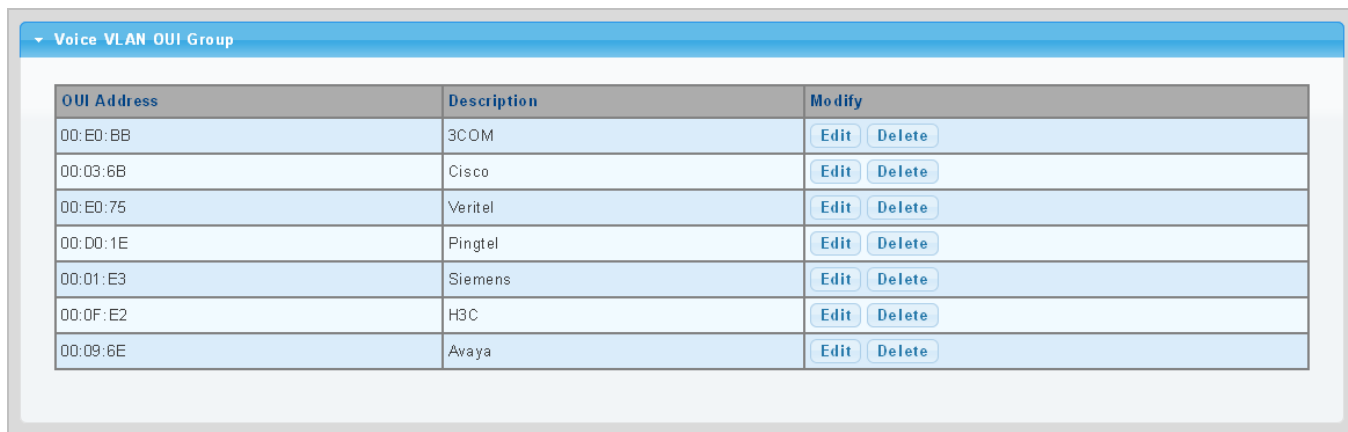 Voice VLAN OUI Group
OUI Address Description Modify
00:E0:BB 3COM Edit Delete
00:03:6B Cisco Edit Delete
00:E0:75 Veritel Edit Delete
00:D0:1E Pingtel Edit Delete
00:01:E3 Siemens Edit Delete
00:0F:E2 H3C Edit Delete
00:09:6E Avaya Edit Delete